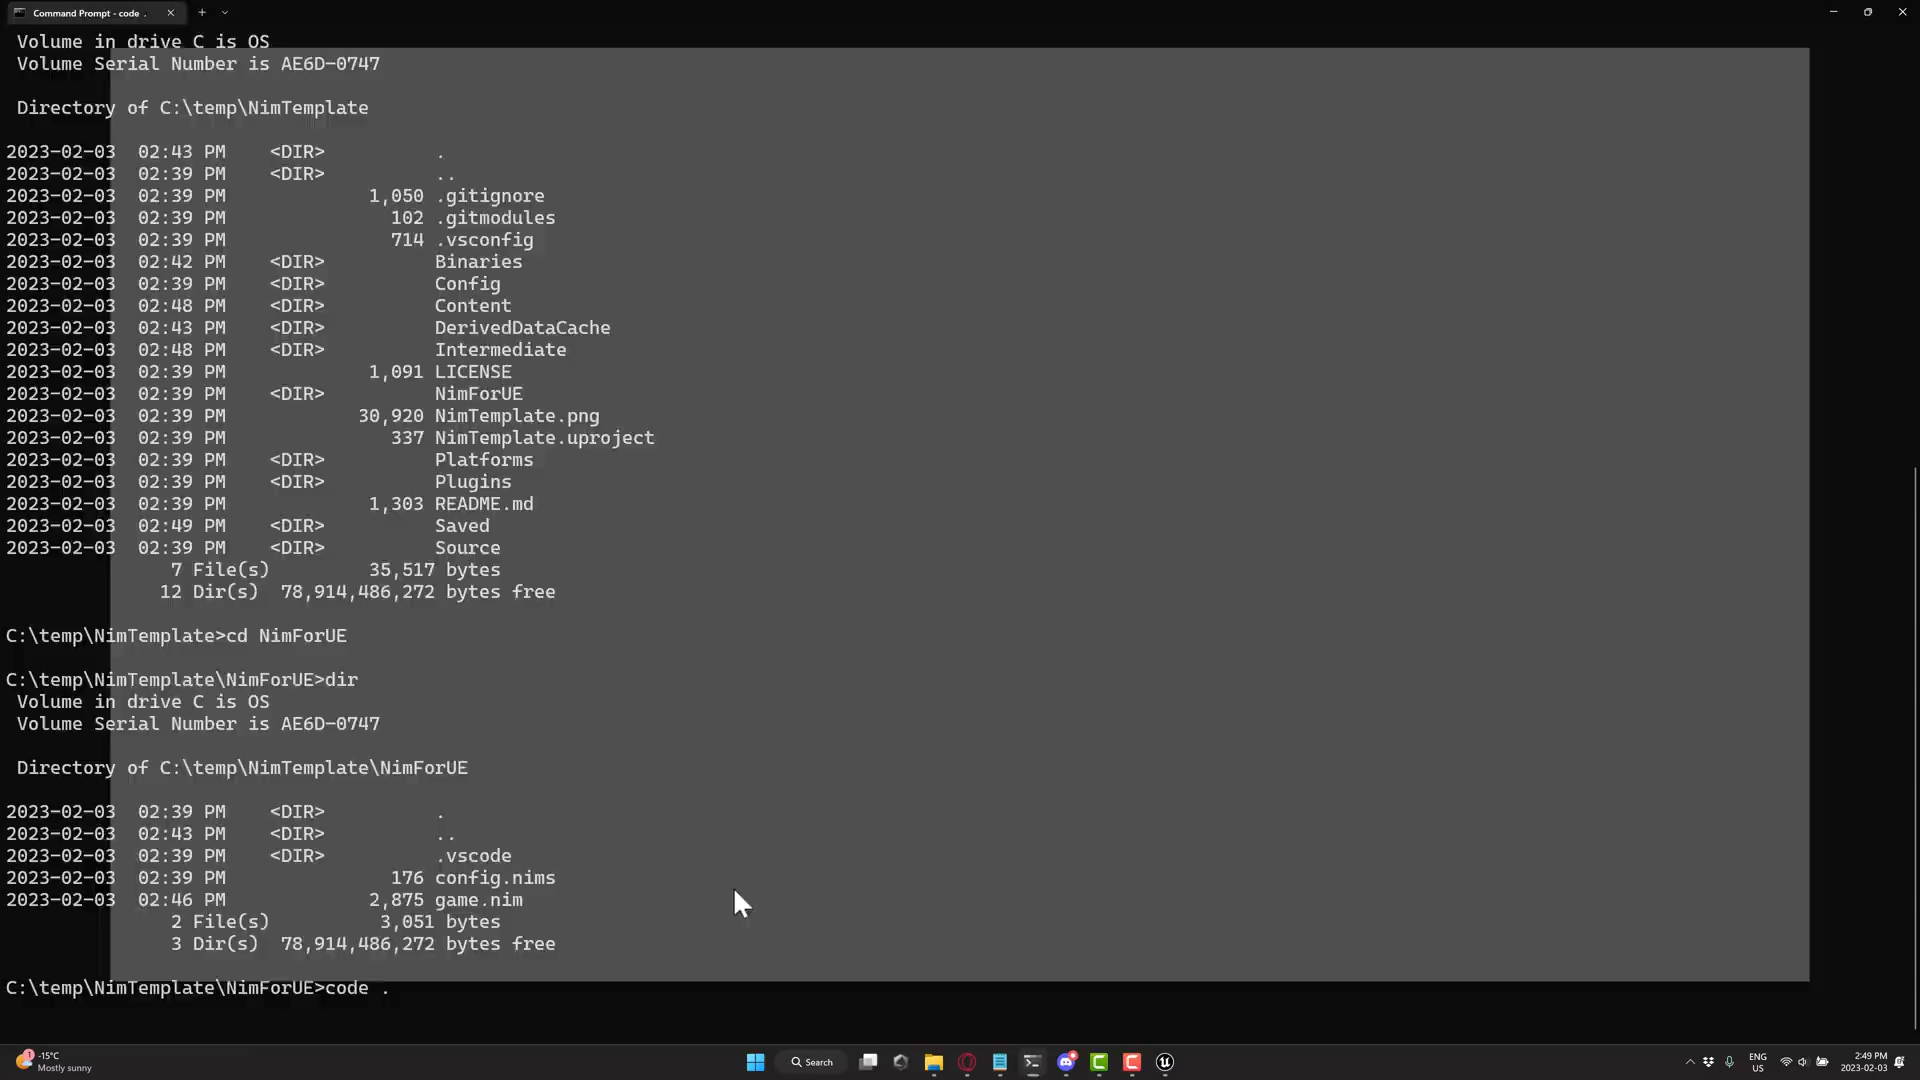 Command Prompt - code .
Volume in drive C is OS
Volume Serial Number is AE6D-0747
Directory of C:\temp\NimTemplate
2023-02-03  02:43 PM    <DIR>          .
2023-02-03  02:39 PM    <DIR>          ..
2023-02-03  02:39 PM             1,050 .gitignore
2023-02-03  02:39 PM               102 .gitmodules
2023-02-03  02:39 PM               714 .vsconfig
2023-02-03  02:42 PM    <DIR>          Binaries
2023-02-03  02:39 PM    <DIR>          Config
2023-02-03  02:48 PM    <DIR>          Content
2023-02-03  02:43 PM    <DIR>          DerivedDataCache
2023-02-03  02:48 PM    <DIR>          Intermediate
2023-02-03  02:39 PM             1,091 LICENSE
2023-02-03  02:39 PM    <DIR>          NimForUE
2023-02-03  02:39 PM            30,920 NimTemplate.png
2023-02-03  02:39 PM               337 NimTemplate.uproject
2023-02-03  02:39 PM    <DIR>          Platforms
2023-02-03  02:39 PM    <DIR>          Plugins
2023-02-03  02:39 PM             1,303 README.md
2023-02-03  02:49 PM    <DIR>          Saved
2023-02-03  02:39 PM    <DIR>          Source
7 File(s)         35,517 bytes
12 Dir(s)  78,914,486,272 bytes free
C:\temp\NimTemplate>cd NimForUE
C:\temp\NimTemplate\NimForUE>dir
Volume in drive C is OS
Volume Serial Number is AE6D-0747
Directory of C:\temp\NimTemplate\NimForUE
2023-02-03  02:39 PM    <DIR>          .
2023-02-03  02:43 PM    <DIR>          ..
2023-02-03  02:39 PM    <DIR>          .vscode
2023-02-03  02:39 PM               176 config.nims
2023-02-03  02:46 PM             2,875 game.nim
2 File(s)          3,051 bytes
3 Dir(s)  78,914,486,272 bytes free
C:\temp\NimTemplate\NimForUE>code .
1
-15°C
Mostly sunny
Search
ENG
US
2:49 PM
2023-02-03